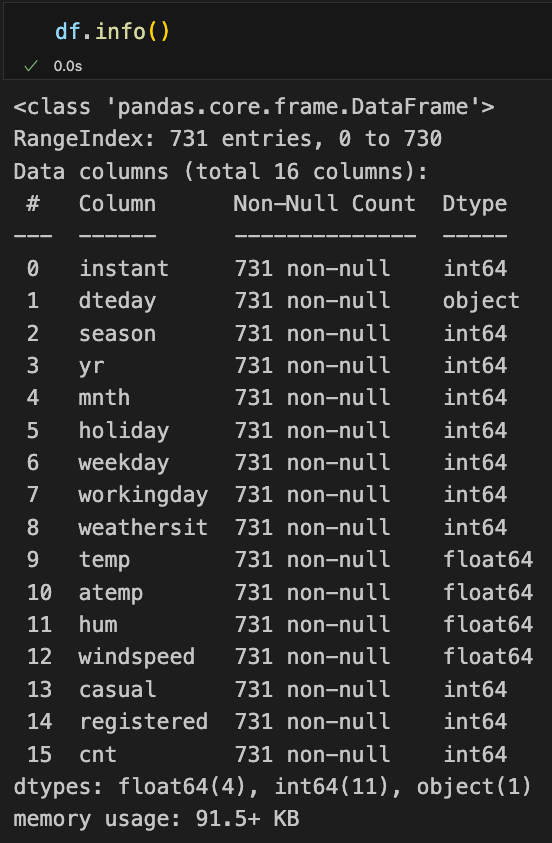 df.info()
✓ 0.0s
<class 'pandas.core.frame.DataFrame'>
RangeIndex: 731 entries, 0 to 730
Data columns (total 16 columns):
 #   Column      Non-Null Count  Dtype
---  ------      --------------  -----
 0   instant     731 non-null    int64
 1   dteday      731 non-null    object
 2   season      731 non-null    int64
 3   yr          731 non-null    int64
 4   mnth        731 non-null    int64
 5   holiday     731 non-null    int64
 6   weekday     731 non-null    int64
 7   workingday  731 non-null    int64
 8   weathersit  731 non-null    int64
 9   temp        731 non-null    float64
 10  atemp       731 non-null    float64
 11  hum         731 non-null    float64
 12  windspeed   731 non-null    float64
 13  casual      731 non-null    int64
 14  registered  731 non-null    int64
 15  cnt         731 non-null    int64
dtypes: float64(4), int64(11), object(1)
memory usage: 91.5+ KB